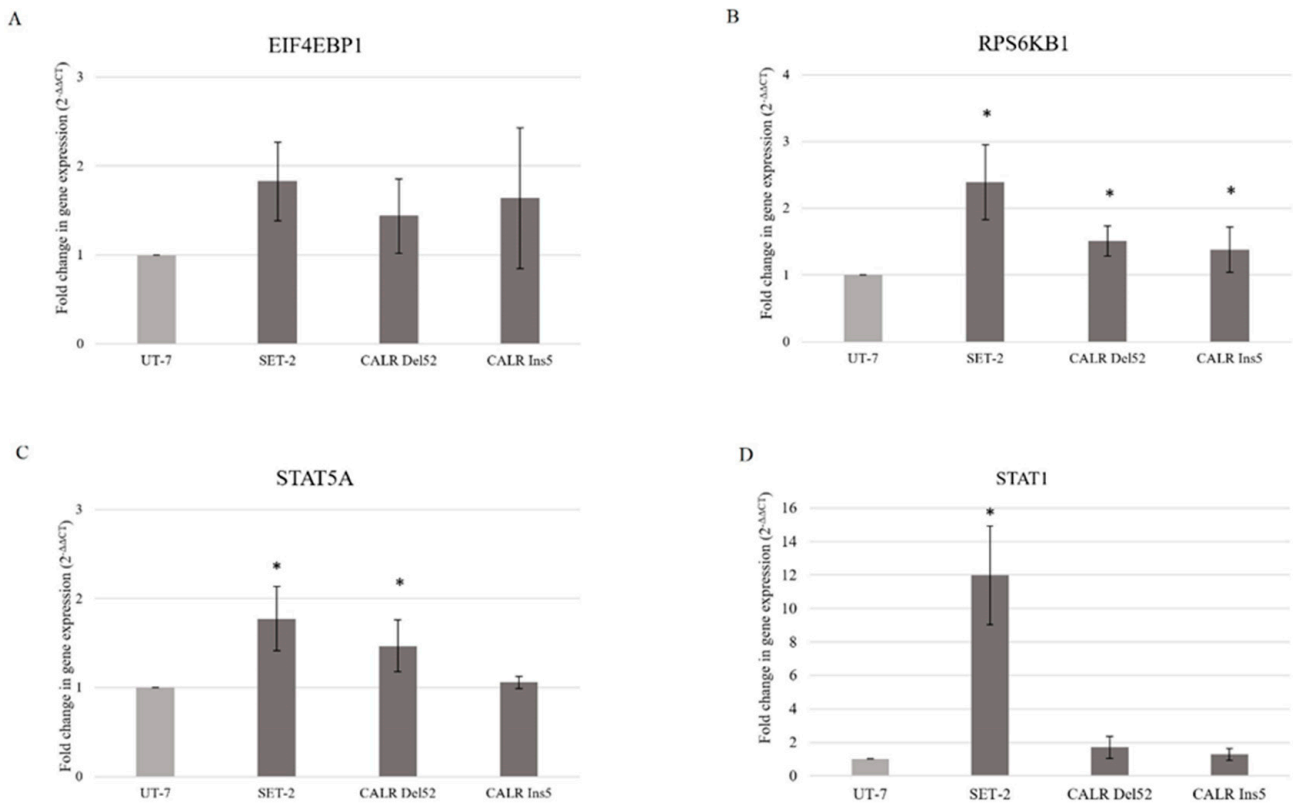 A
EIF4EBP1
Fold change in gene expression (2-ΔΔCT)
3
2
1
0
UT-7 SET-2 CALR Del52 CALR Ins5
B
RPS6KB1
Fold change in gene expression (2-ΔΔCT)
4
*
3
*
*
2
1
0
UT-7 SET-2 CALR Del52 CALR Ins5
C
STAT5A
Fold change in gene expression (2-ΔΔCT)
3
*
*
2
1
0
UT-7 SET-2 CALR Del52 CALR Ins5
D
STAT1
Fold change in gene expression (2-ΔΔCT)
16
*
14
12
10
8
6
4
2
0
UT-7 SET-2 CALR Del52 CALR Ins5